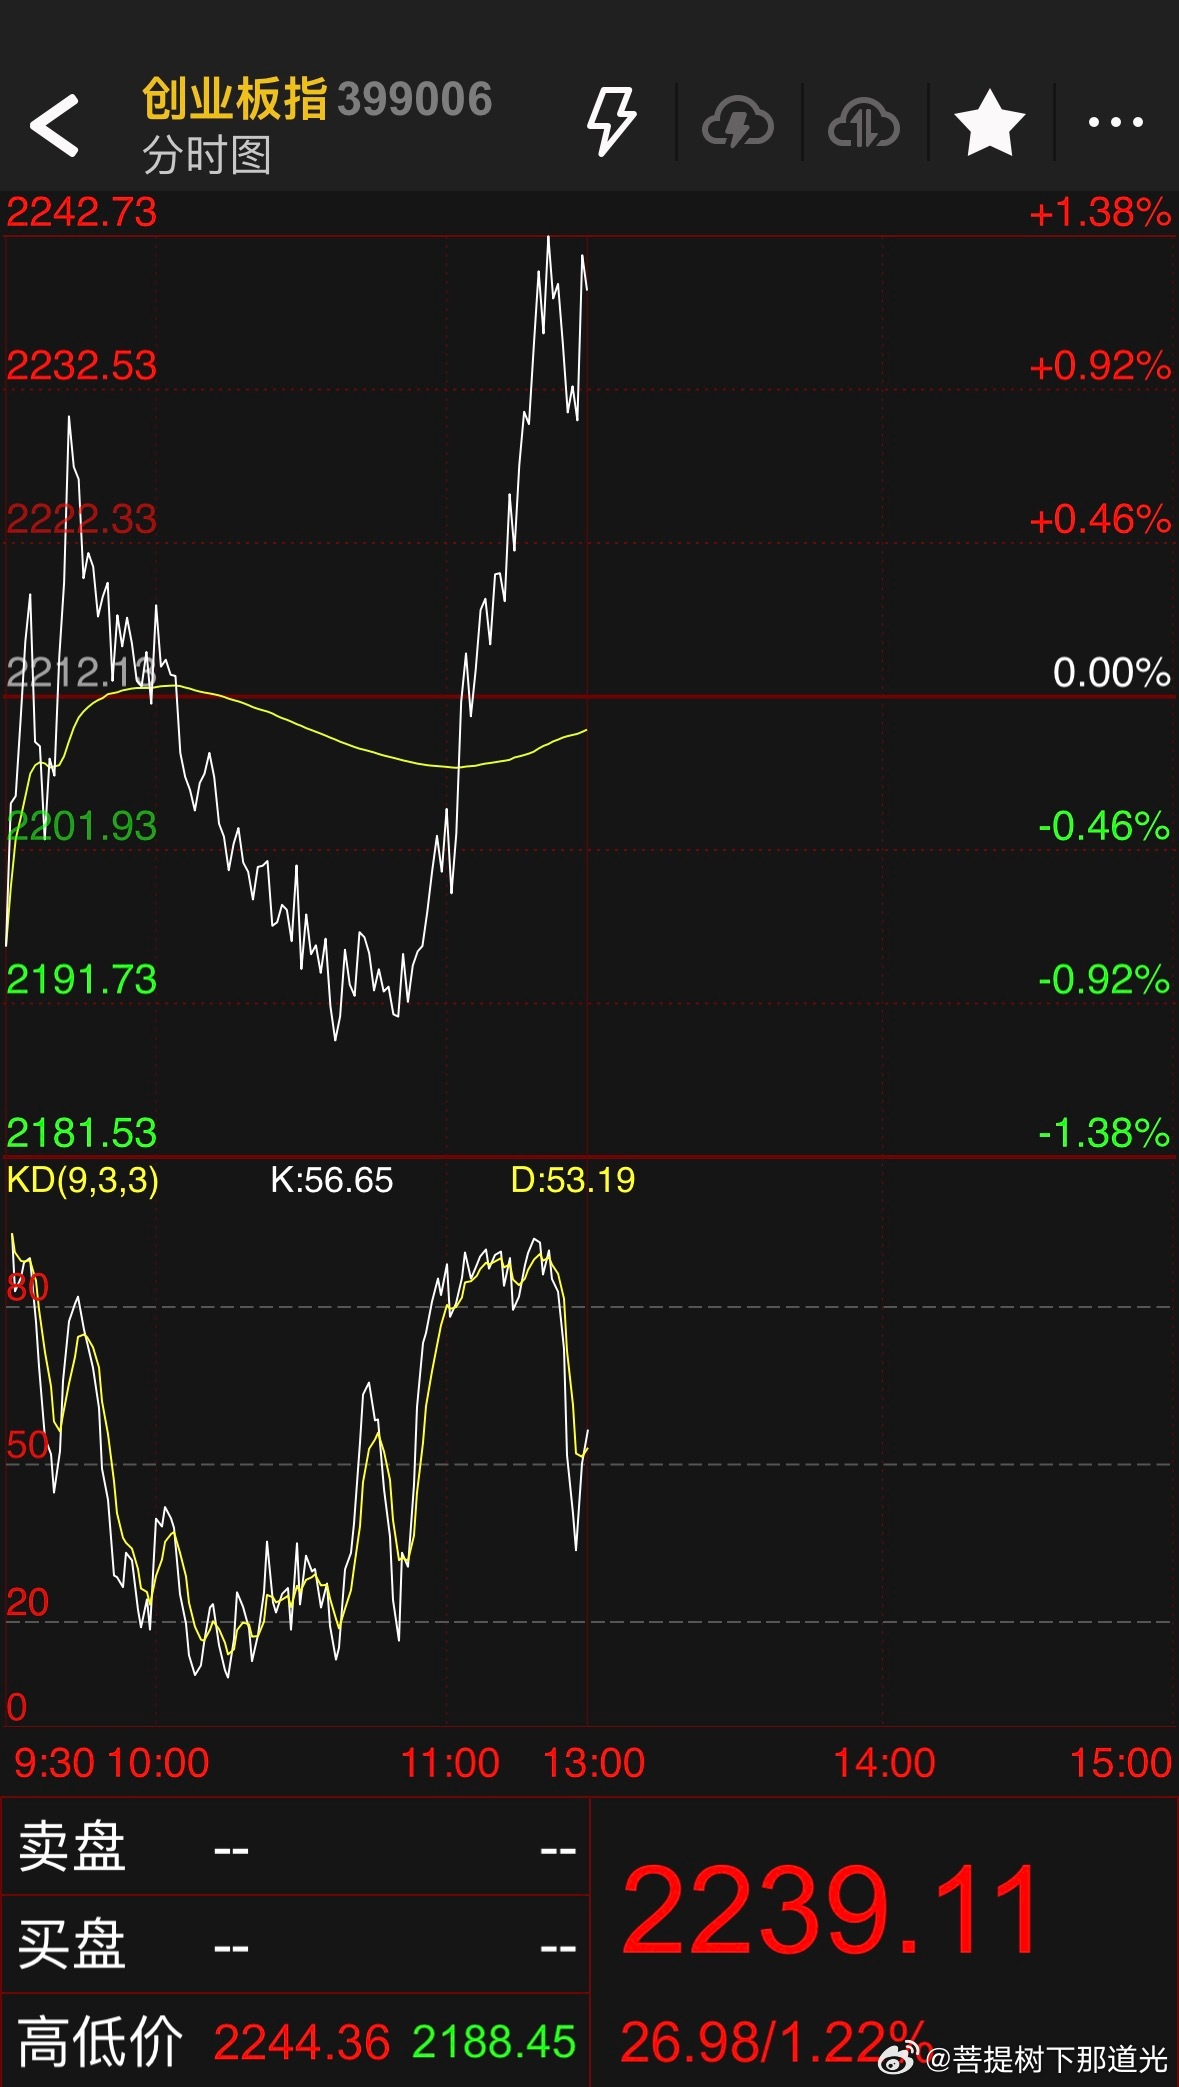 创业板指 399006
分时图
2242.73 +1.38%
2232.53 +0.92%
2222.33 +0.46%
2212.13 0.00%
2201.93 -0.46%
2191.73 -0.92%
2181.53 -1.38%
KD(9,3,3) K:56.65 D:53.19
80
50
20
0
9:30 10:00 11:00 13:00 14:00 15:00
卖盘 -- --
买盘 -- --
高低价 2244.36 2188.45
2239.11
26.98/1.22%
@菩提树下那道光